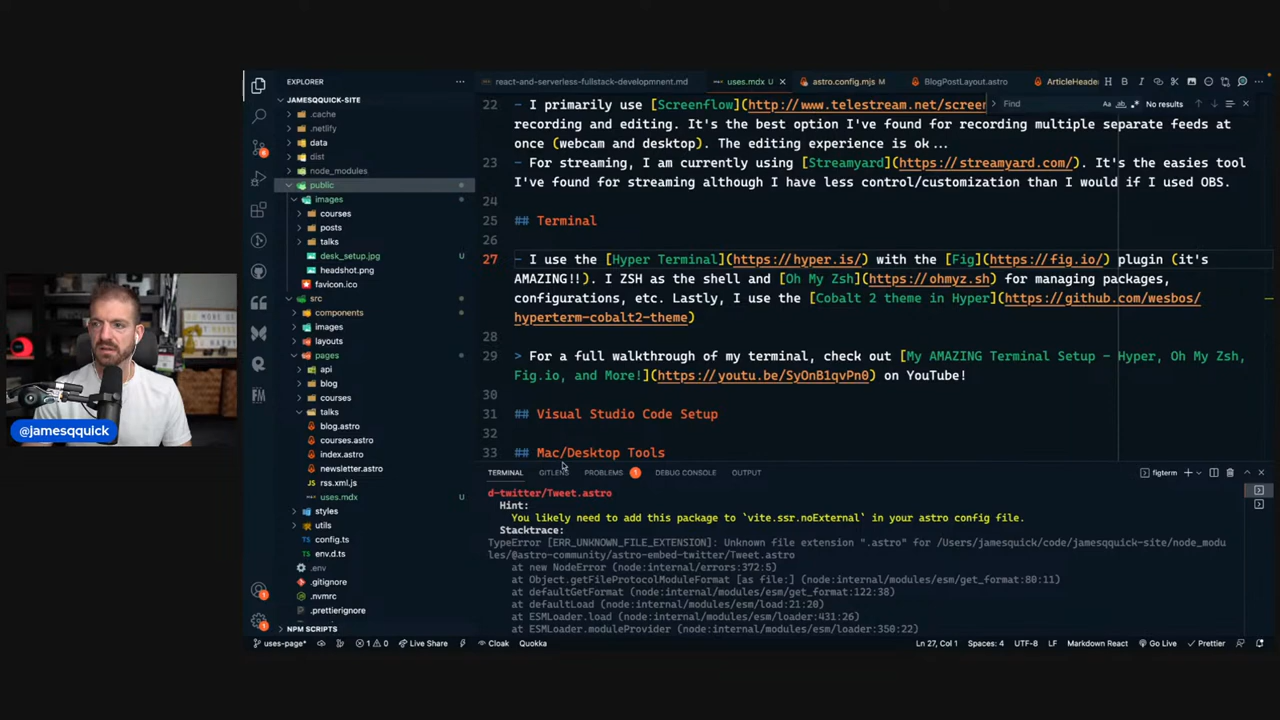 EXPLORER
JAMESQQUICK-SITE
.cache
.netlify
data
dist
node_modules
public
images
courses
posts
talks
desk_setup.jpg U
headshot.png
favicon.ico
src
components
images
layouts
pages
api
blog
courses
talks
blog.astro
courses.astro
index.astro
newsletter.astro
rss.xml.js
uses.mdx U
styles
utils
config.ts
env.d.ts
.env
.gitignore
.nvmrc
.prettierignore
NPM SCRIPTS
react-and-serverless-fullstack-developmnent.md
uses.mdx U
astro.config.mjs M
BlogPostLayout.astro
ArticleHeader
Find
No results
22 - I primarily use [Screenflow](http://www.telestream.net/screen
recording and editing. It's the best option I've found for recording multiple separate feeds at
once (webcam and desktop). The editing experience is ok...
23 - For streaming, I am currently using [Streamyard](https://streamyard.com/). It's the easies tool
I've found for streaming although I have less control/customization than I would if I used OBS.
24
25 ## Terminal
26
27 - I use the [Hyper Terminal](https://hyper.is/) with the [Fig](https://fig.io/) plugin (it's
AMAZING!!). I ZSH as the shell and [Oh My Zsh](https://ohmyz.sh) for managing packages,
configurations, etc. Lastly, I use the [Cobalt 2 theme in Hyper](https://github.com/wesbos/
hyperterm-cobalt2-theme)
28
29 > For a full walkthrough of my terminal, check out [My AMAZING Terminal Setup - Hyper, Oh My Zsh,
Fig.io, and More!](https://youtu.be/SyOnB1qvPn0) on YouTube!
30
31 ## Visual Studio Code Setup
32
33 ## Mac/Desktop Tools
TERMINAL GITLENS PROBLEMS 1 DEBUG CONSOLE OUTPUT
figterm
d-twitter/Tweet.astro
Hint:
You likely need to add this package to `vite.ssr.noExternal` in your astro config file.
Stacktrace:
TypeError [ERR_UNKNOWN_FILE_EXTENSION]: Unknown file extension ".astro" for /Users/jamesquick/code/jamesqquick-site/node_modu
les/@astro-community/astro-embed-twitter/Tweet.astro
at new NodeError (node:internal/errors:372:5)
at Object.getFileProtocolModuleFormat [as file:] (node:internal/modules/esm/get_format:80:11)
at defaultGetFormat (node:internal/modules/esm/get_format:122:38)
at defaultLoad (node:internal/modules/esm/load:21:20)
at ESMLoader.load (node:internal/modules/esm/loader:431:26)
at ESMLoader.moduleProvider (node:internal/modules/esm/loader:350:22)
uses-page* 1 0 Live Share Cloak Quokka Ln 27, Col 1 Spaces: 4 UTF-8 LF Markdown React Go Live Prettier
@jamesqquick